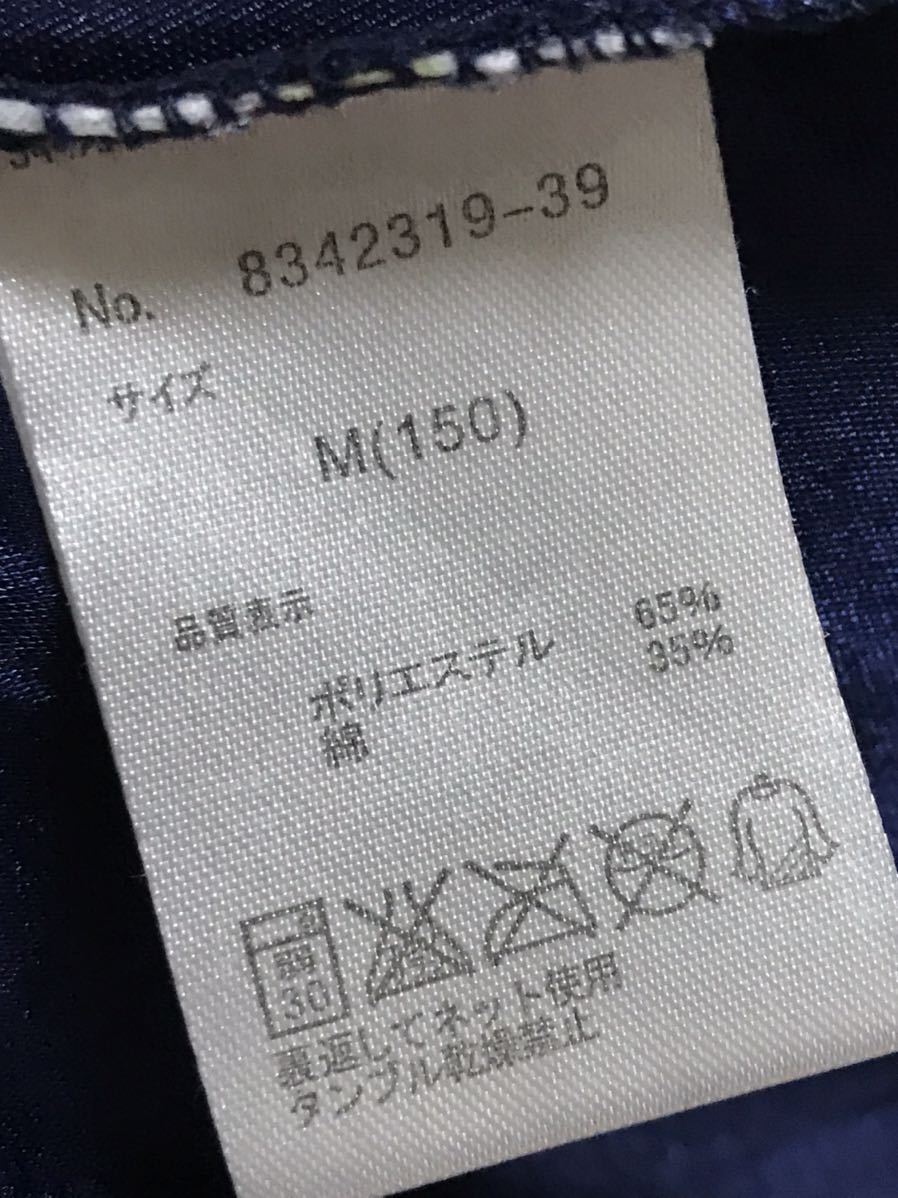 No. 8342319-39
サイズ
M(150)
品質表示
ポリエステル 65%
綿 35%
弱
30
裏返してネット使用
タンブル乾燥禁止